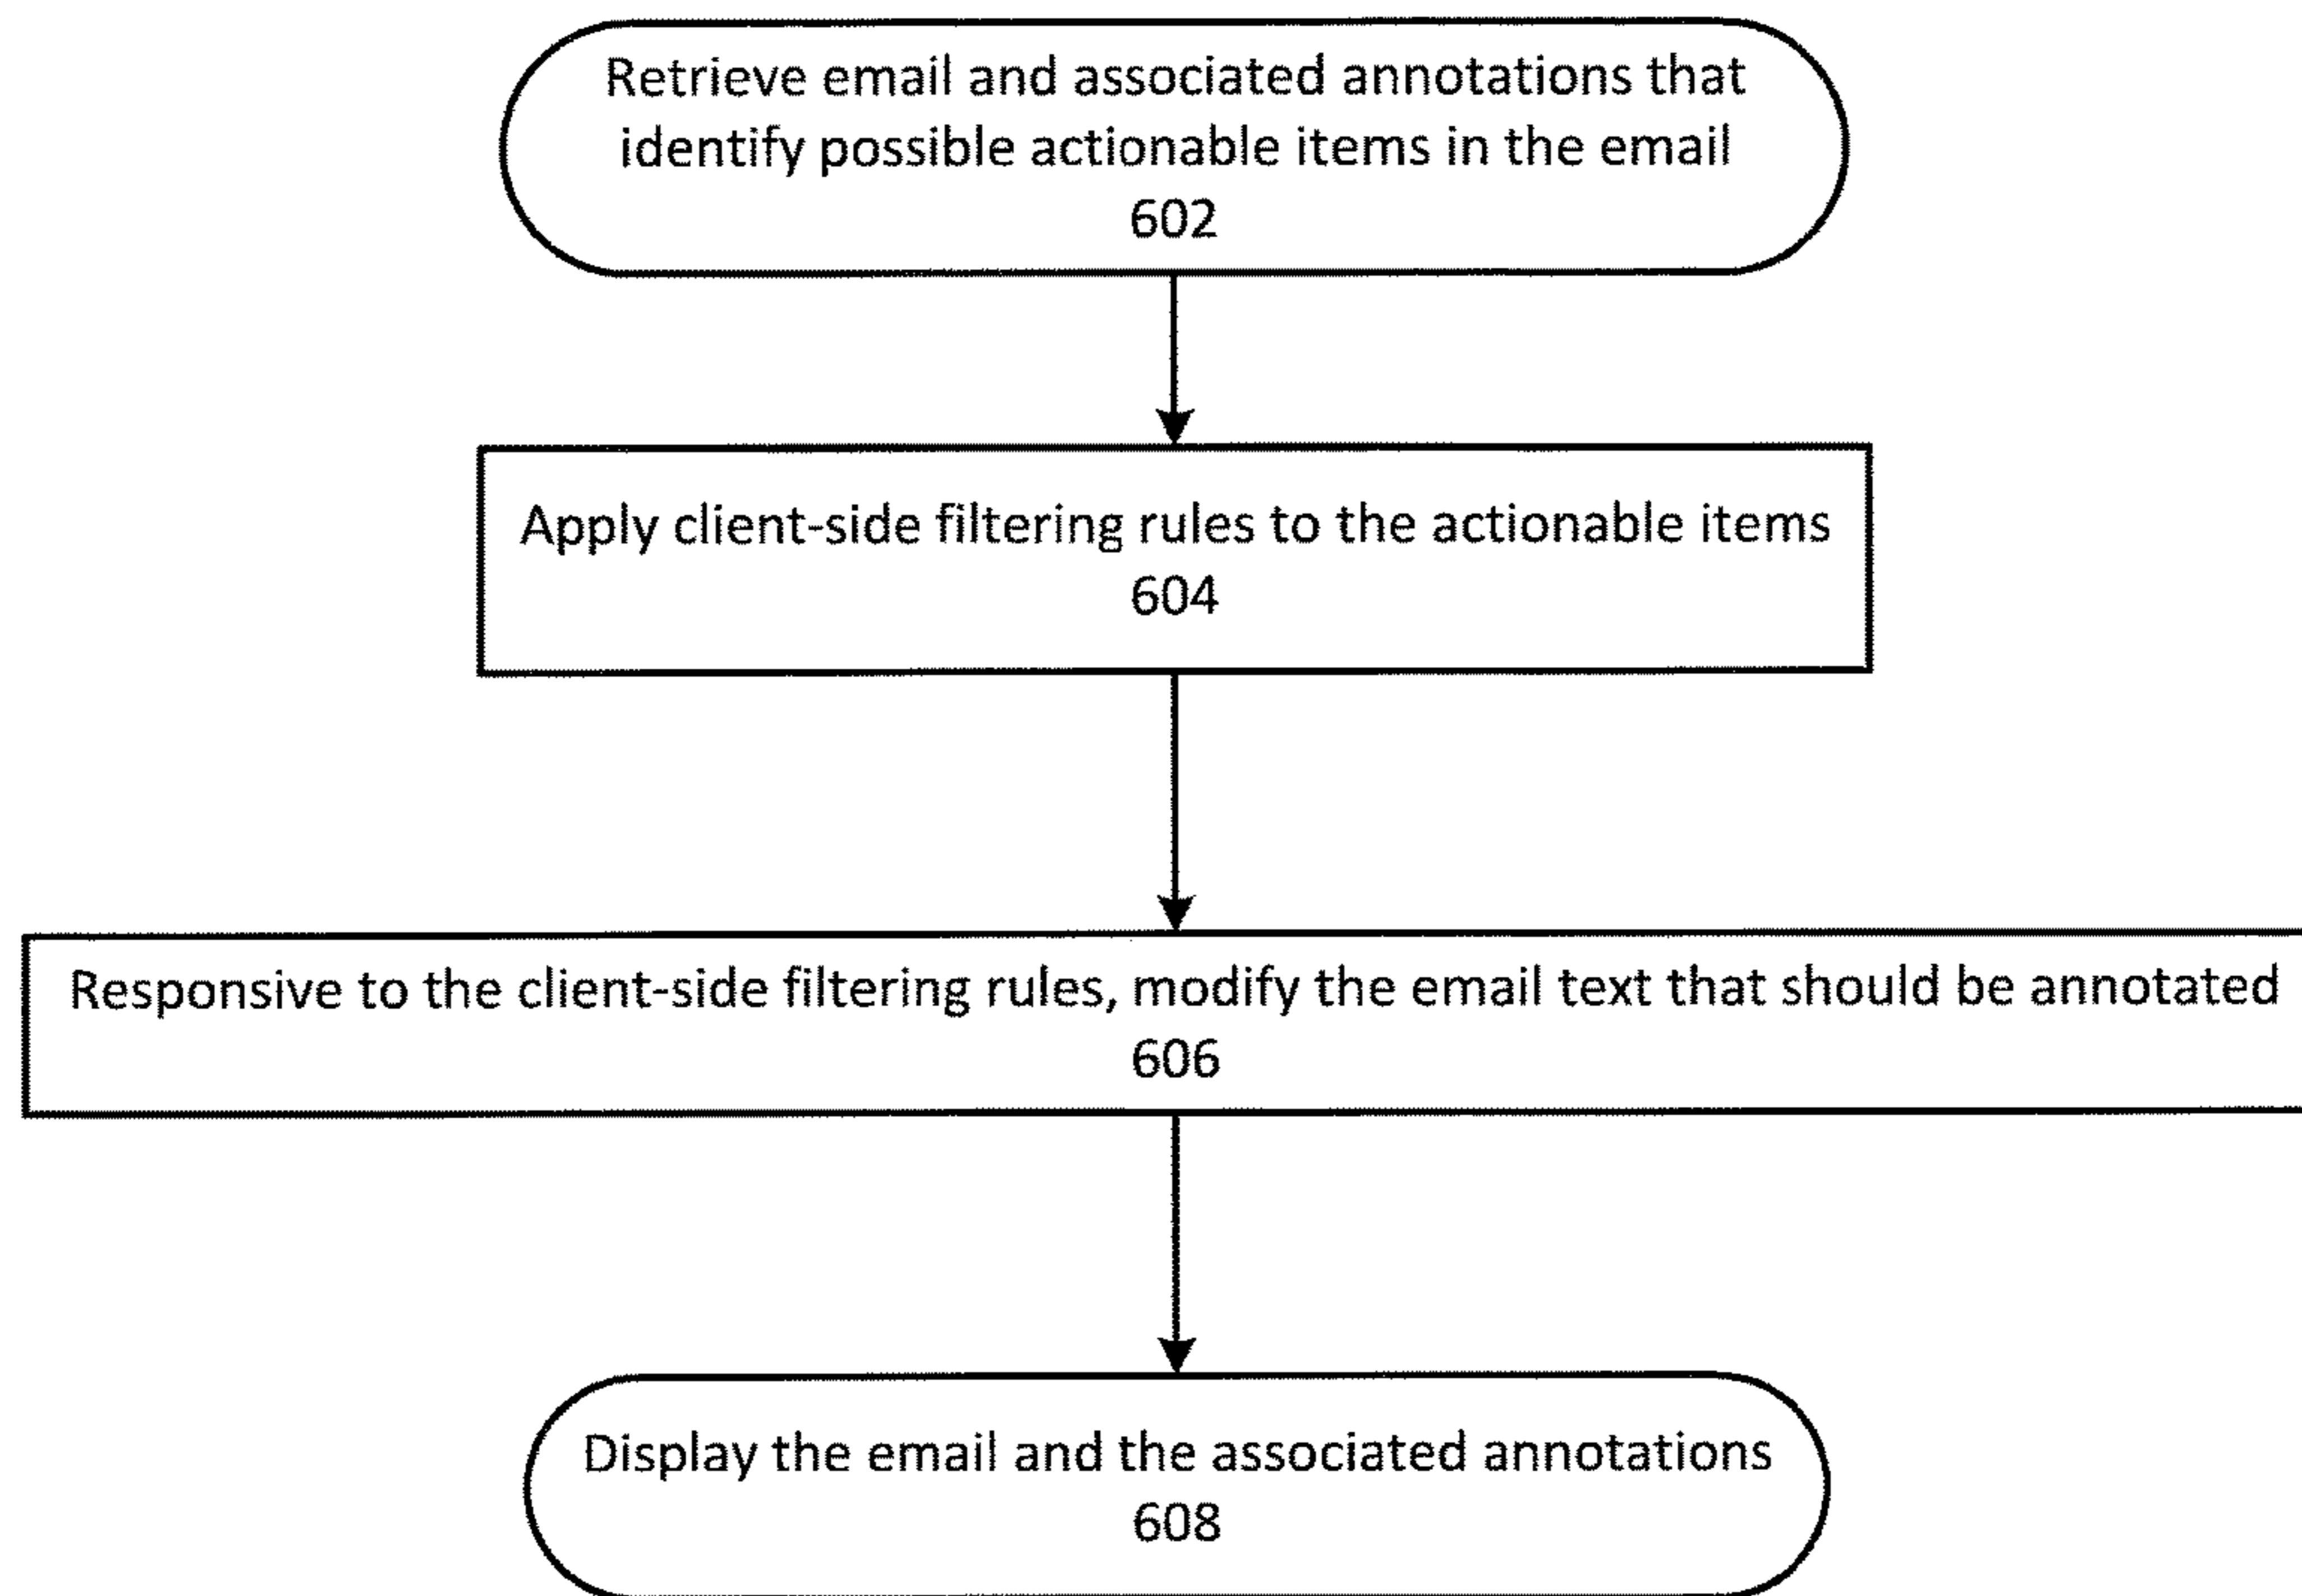 Retrieve email and associated annotations that
identify possible actionable items in the email
602
Apply client-side filtering rules to the actionable items
604
Responsive to the client-side filtering rules, modify the email text that should be annotated
606
Display the email and the associated annotations
608